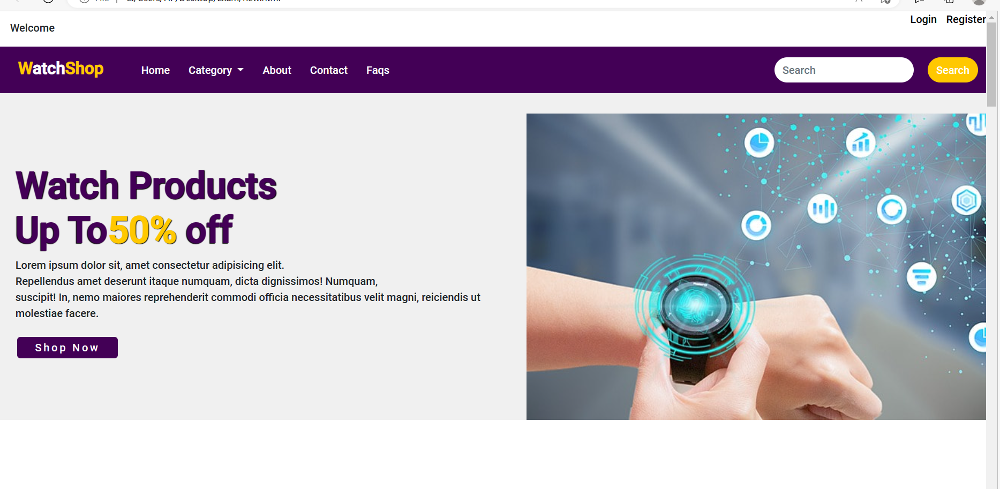 Welcome
Login Register
WatchShop Home Category About Contact Faqs Search Search
Watch Products
Up To50% off
Lorem ipsum dolor sit, amet consectetur adipisicing elit.
Repellendus amet deserunt itaque numquam, dicta dignissimos! Numquam,
suscipit! In, nemo maiores reprehenderit commodi officia necessitatibus velit magni, reiciendis ut
molestiae facere.
Shop Now